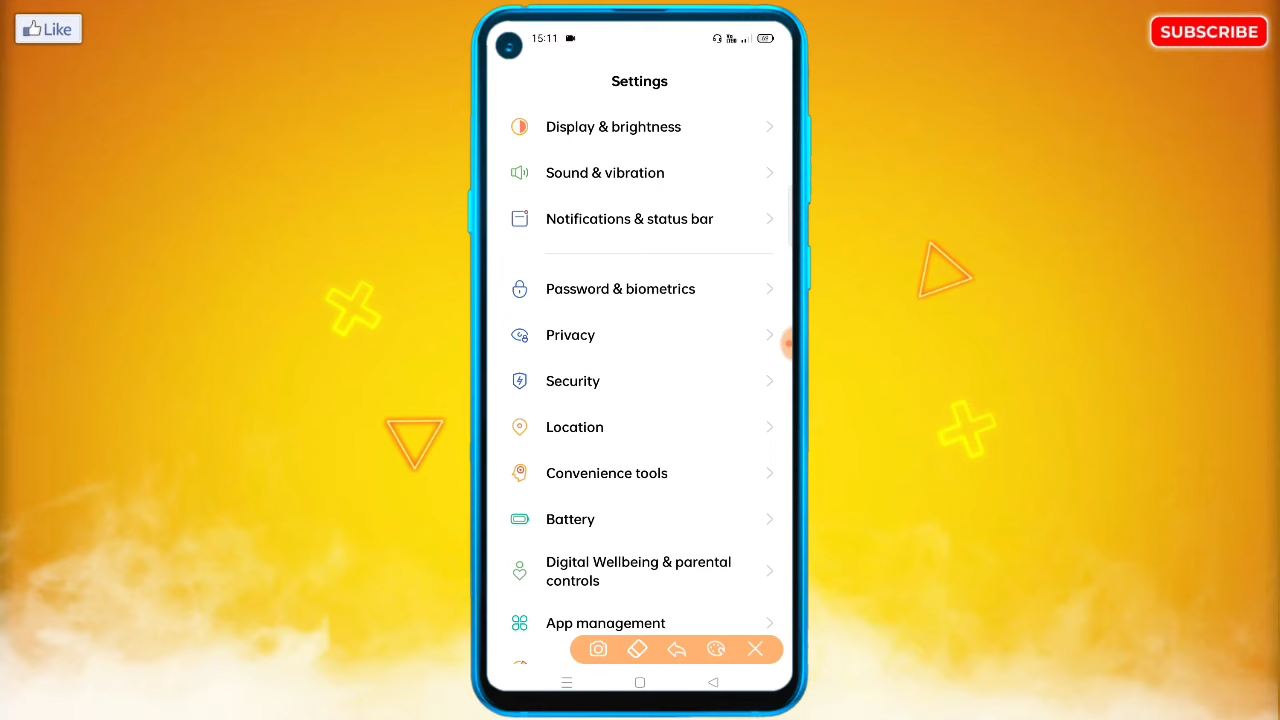 Like
SUBSCRIBE
15:11
69
Settings
Display & brightness
Sound & vibration
Notifications & status bar
Password & biometrics
Privacy
Security
Location
Convenience tools
Battery
Digital Wellbeing & parental
controls
App management